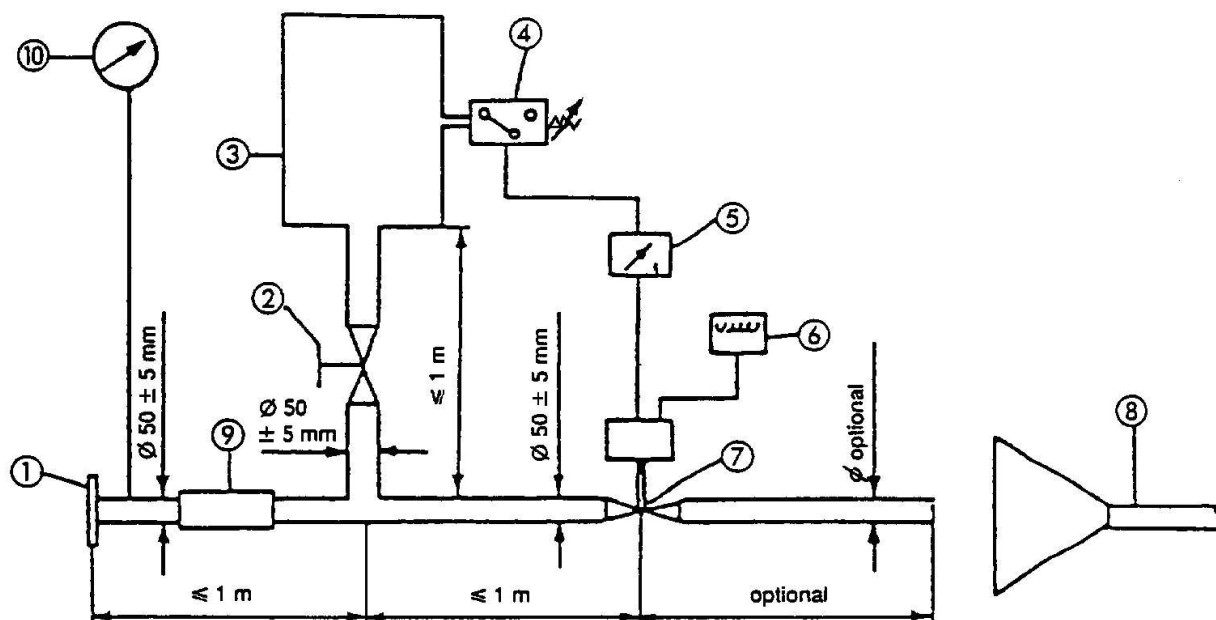 10
4
3
5
2
6
Ø 50 ± 5 mm
⩽ 1 m
Ø 50
± 5 mm
Ø 50 ± 5 mm
Ø optional
9
8
7
1
⩽ 1 m
⩽ 1 m
optional